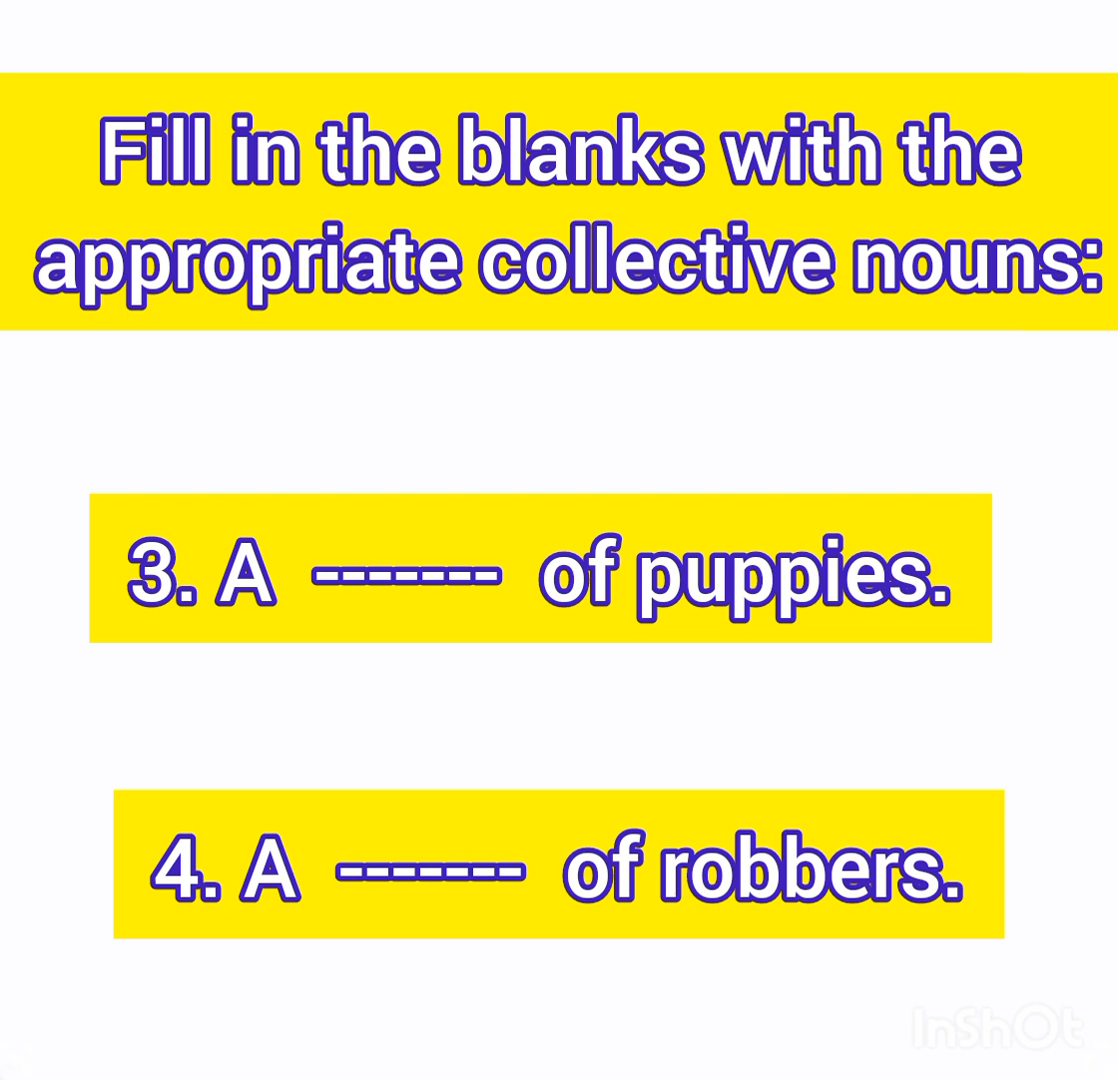 Fill in the blanks with the
appropriate collective nouns:
3. A ------- of puppies.
4. A ------- of robbers.
InShOt